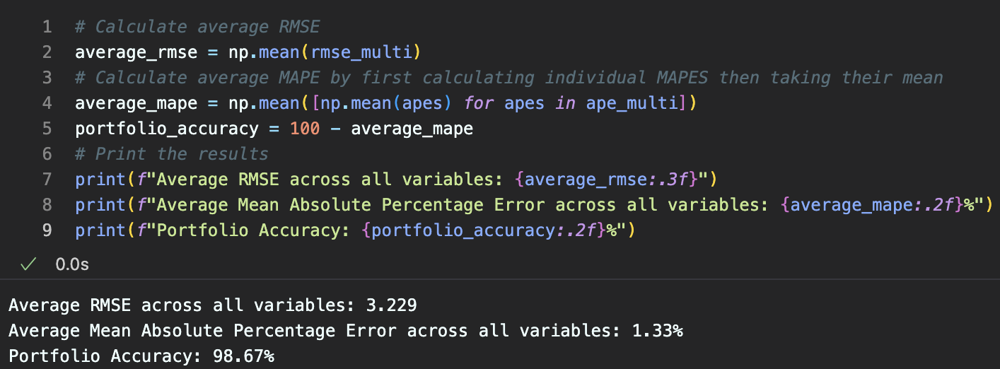 1 # Calculate average RMSE
2 average_rmse = np.mean(rmse_multi)
3 # Calculate average MAPE by first calculating individual MAPES then taking their mean
4 average_mape = np.mean([np.mean(apes) for apes in ape_multi])
5 portfolio_accuracy = 100 - average_mape
6 # Print the results
7 print(f"Average RMSE across all variables: {average_rmse:.3f}")
8 print(f"Average Mean Absolute Percentage Error across all variables: {average_mape:.2f}%")
9 print(f"Portfolio Accuracy: {portfolio_accuracy:.2f}%")
✓ 0.0s
Average RMSE across all variables: 3.229
Average Mean Absolute Percentage Error across all variables: 1.33%
Portfolio Accuracy: 98.67%